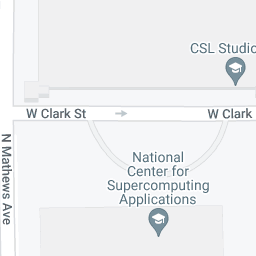 CSL Studio
W Clark St
W Clark
N Mathews Ave
National
Center for
Supercomputing
Applications